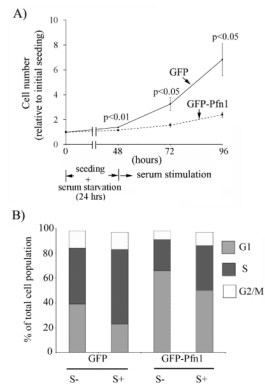 A)
Cell number
(relative to initial seeding)
10
8
6
4
2
0
p<0.05
GFP
p<0.05
GFP-Pfn1
p<0.01
0
48
72
96
(hours)
seeding
+
serum starvation
(24 hrs)
serum stimulation
B)
% of total cell population
100
80
60
40
20
0
G1
S
G2/M
GFP
GFP-Pfn1
S-
S+
S-
S+